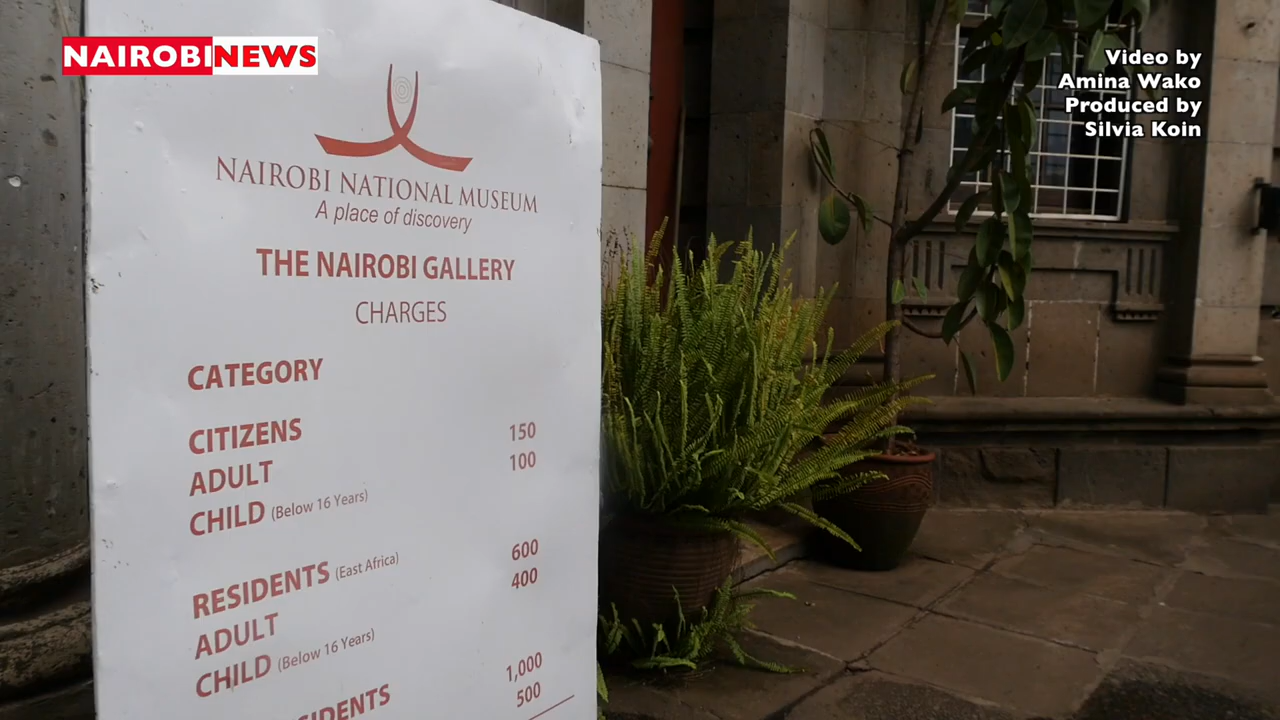 NAIROBINEWS
Video by
Amina Wako
Produced by
Silvia Koin
NAIROBI NATIONAL MUSEUM
A place of discovery
THE NAIROBI GALLERY
CHARGES
CATEGORY
CITIZENS
ADULT 150
CHILD (Below 16 Years) 100
RESIDENTS (East Africa)
ADULT 600
CHILD (Below 16 Years) 400
1,000
500